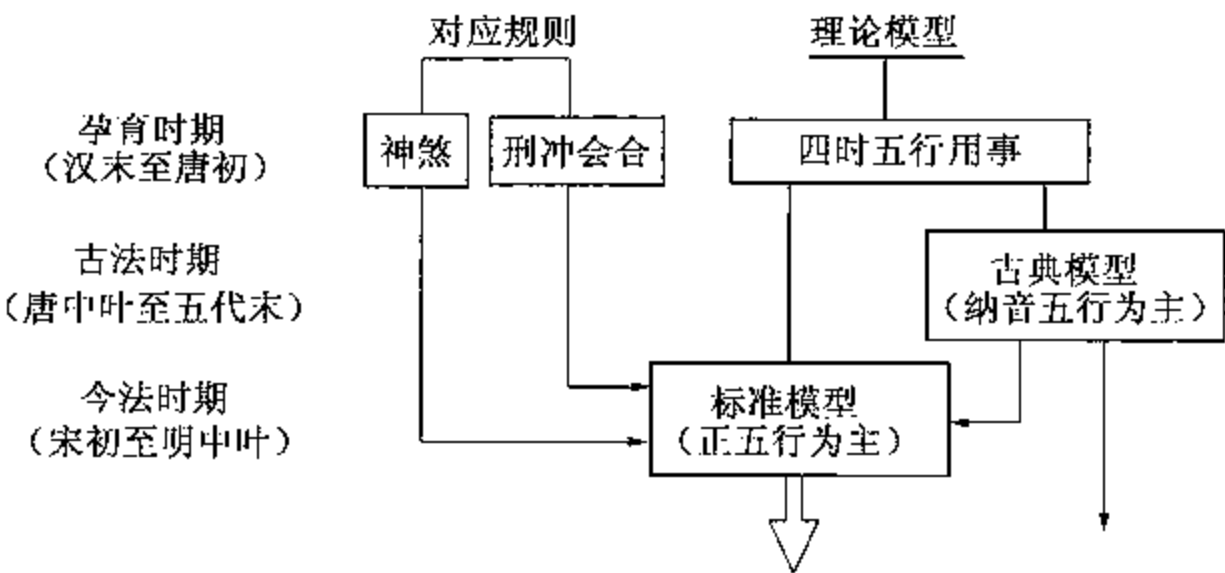 对应规则
理论模型
孕育时期
（汉末至唐初）
神煞
刑冲会合
四时五行用事
古法时期
（唐中叶至五代末）
古典模型
（纳音五行为主）
今法时期
（宋初至明中叶）
标准模型
（正五行为主）